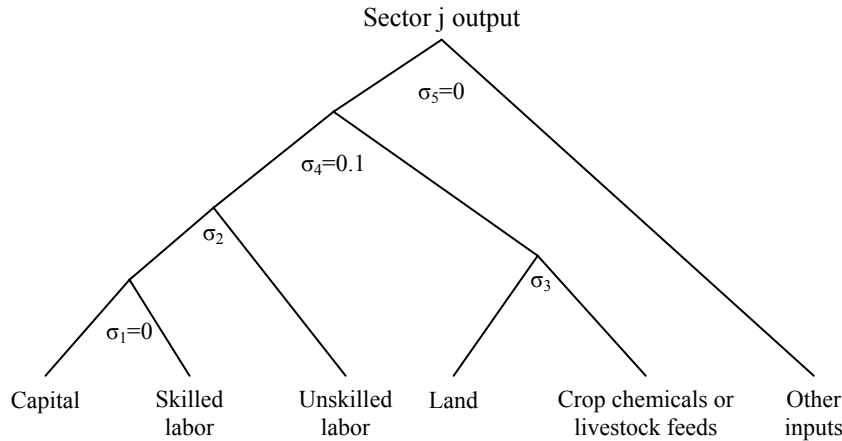 Sector j output
σ₅=0
σ₄=0.1
σ₂
σ₃
σ₁=0
Capital
Skilled
labor
Unskilled
labor
Land
Crop chemicals or
livestock feeds
Other
inputs